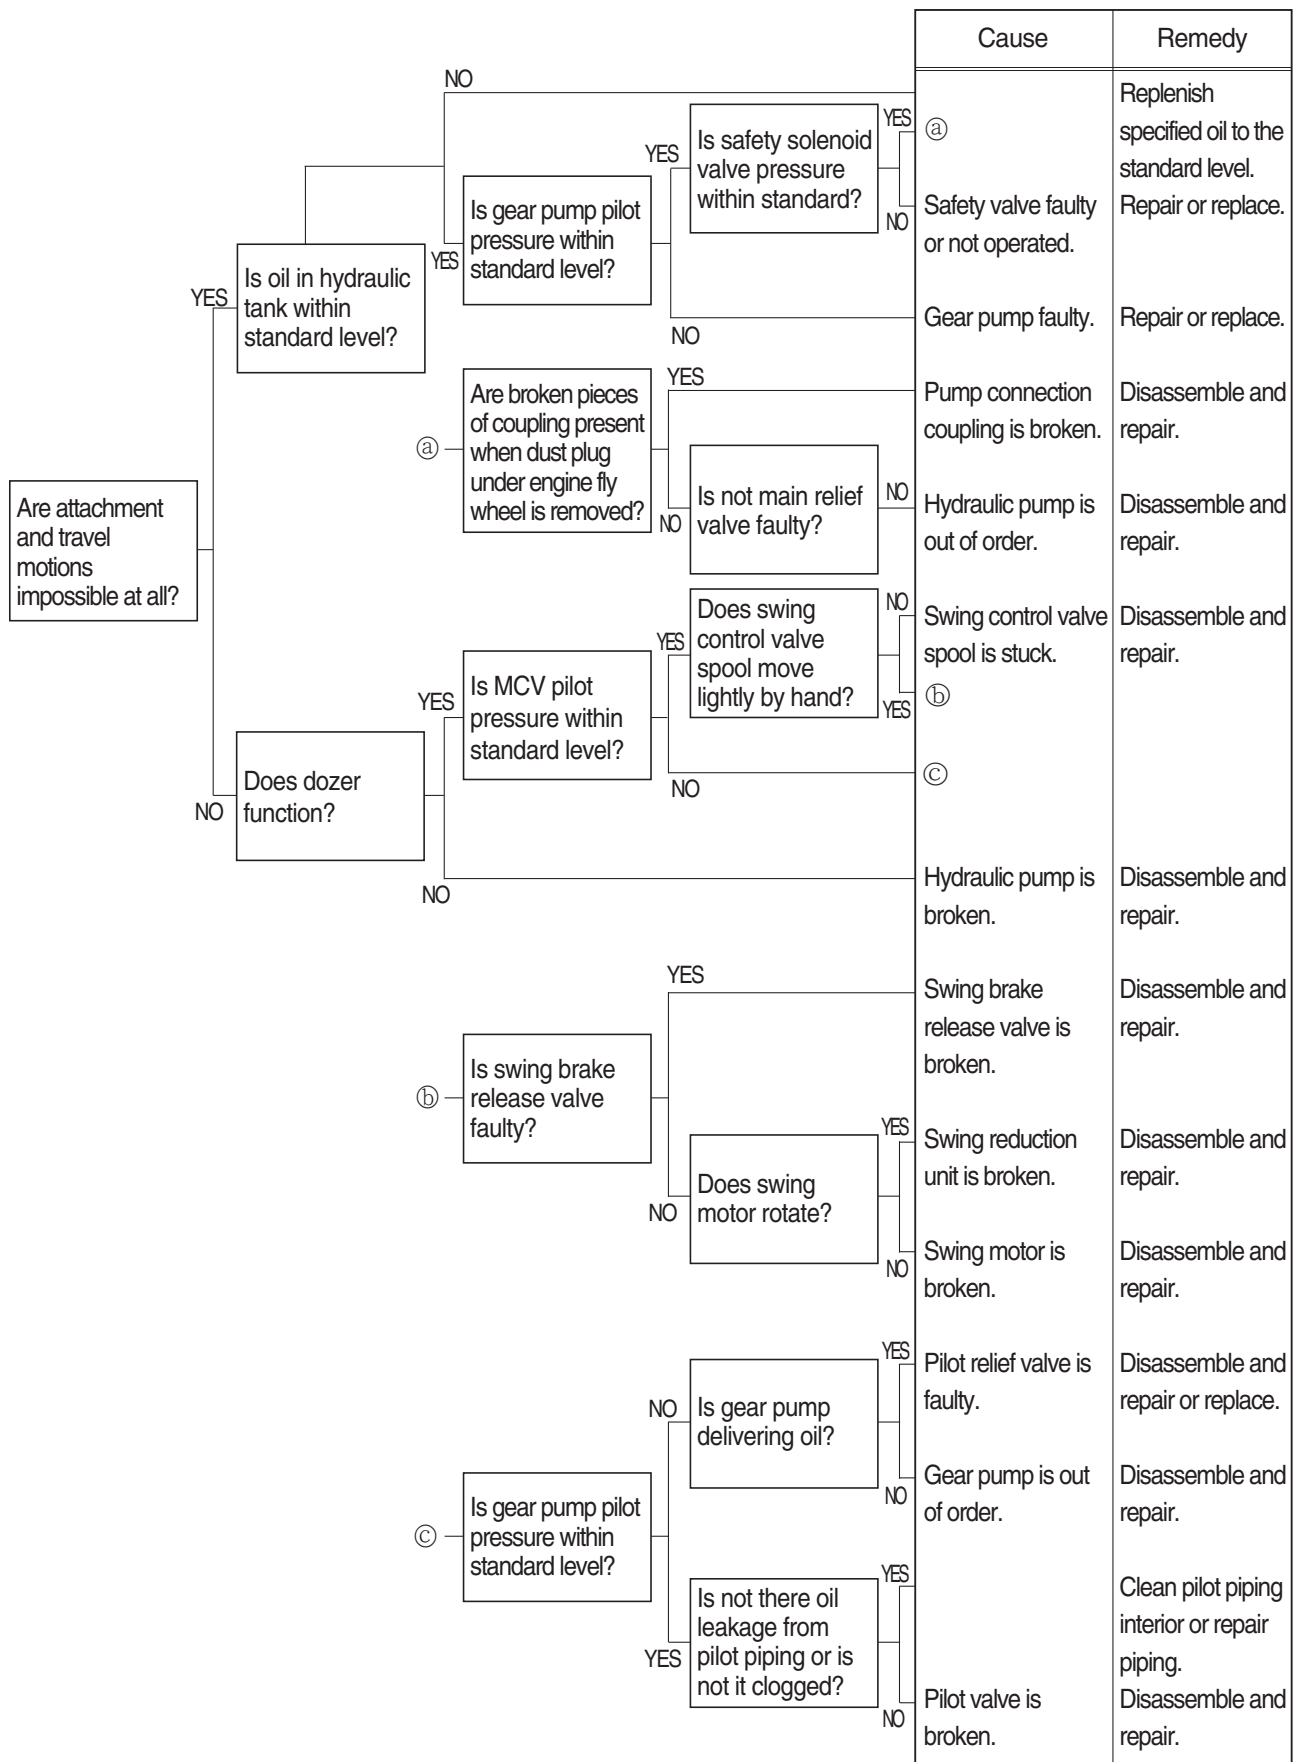 Cause
Remedy
NO
Replenish
specified oil to the
standard level.
YES
Is safety solenoid
valve pressure
within standard?
YES
ⓐ
NO
Safety valve faulty
or not operated.
Repair or replace.
Is gear pump pilot
pressure within
standard level?
YES
YES
Is oil in hydraulic
tank within
standard level?
NO
Gear pump faulty.
Repair or replace.
ⓐ
Are broken pieces
of coupling present
when dust plug
under engine fly
wheel is removed?
YES
Pump connection
coupling is broken.
Disassemble and
repair.
NO
Is not main relief
valve faulty?
NO
Hydraulic pump is
out of order.
Disassemble and
repair.
Are attachment
and travel
motions
impossible at all?
YES
Does swing
control valve
spool move
lightly by hand?
NO
Swing control valve
spool is stuck.
Disassemble and
repair.
YES
ⓑ
YES
Is MCV pilot
pressure within
standard level?
NO
ⓒ
NO
Does dozer
function?
NO
Hydraulic pump is
broken.
Disassemble and
repair.
YES
Swing brake
release valve is
broken.
Disassemble and
repair.
ⓑ
Is swing brake
release valve
faulty?
NO
Does swing
motor rotate?
YES
Swing reduction
unit is broken.
Disassemble and
repair.
NO
Swing motor is
broken.
Disassemble and
repair.
NO
Is gear pump
delivering oil?
YES
Pilot relief valve is
faulty.
Disassemble and
repair or replace.
NO
Gear pump is out
of order.
Disassemble and
repair.
ⓒ
Is gear pump pilot
pressure within
standard level?
YES
Is not there oil
leakage from
pilot piping or is
not it clogged?
YES
Clean pilot piping
interior or repair
piping.
NO
Pilot valve is
broken.
Disassemble and
repair.